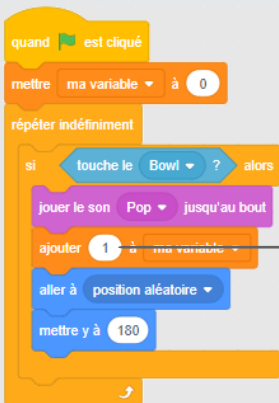 quand est cliqué
mettre ma variable à 0
répéter indéfiniment
si touche le Bowl ? alors
jouer le son Pop jusqu'au bout
ajouter 1 à ma variable
aller à position aléatoire
mettre y à 180